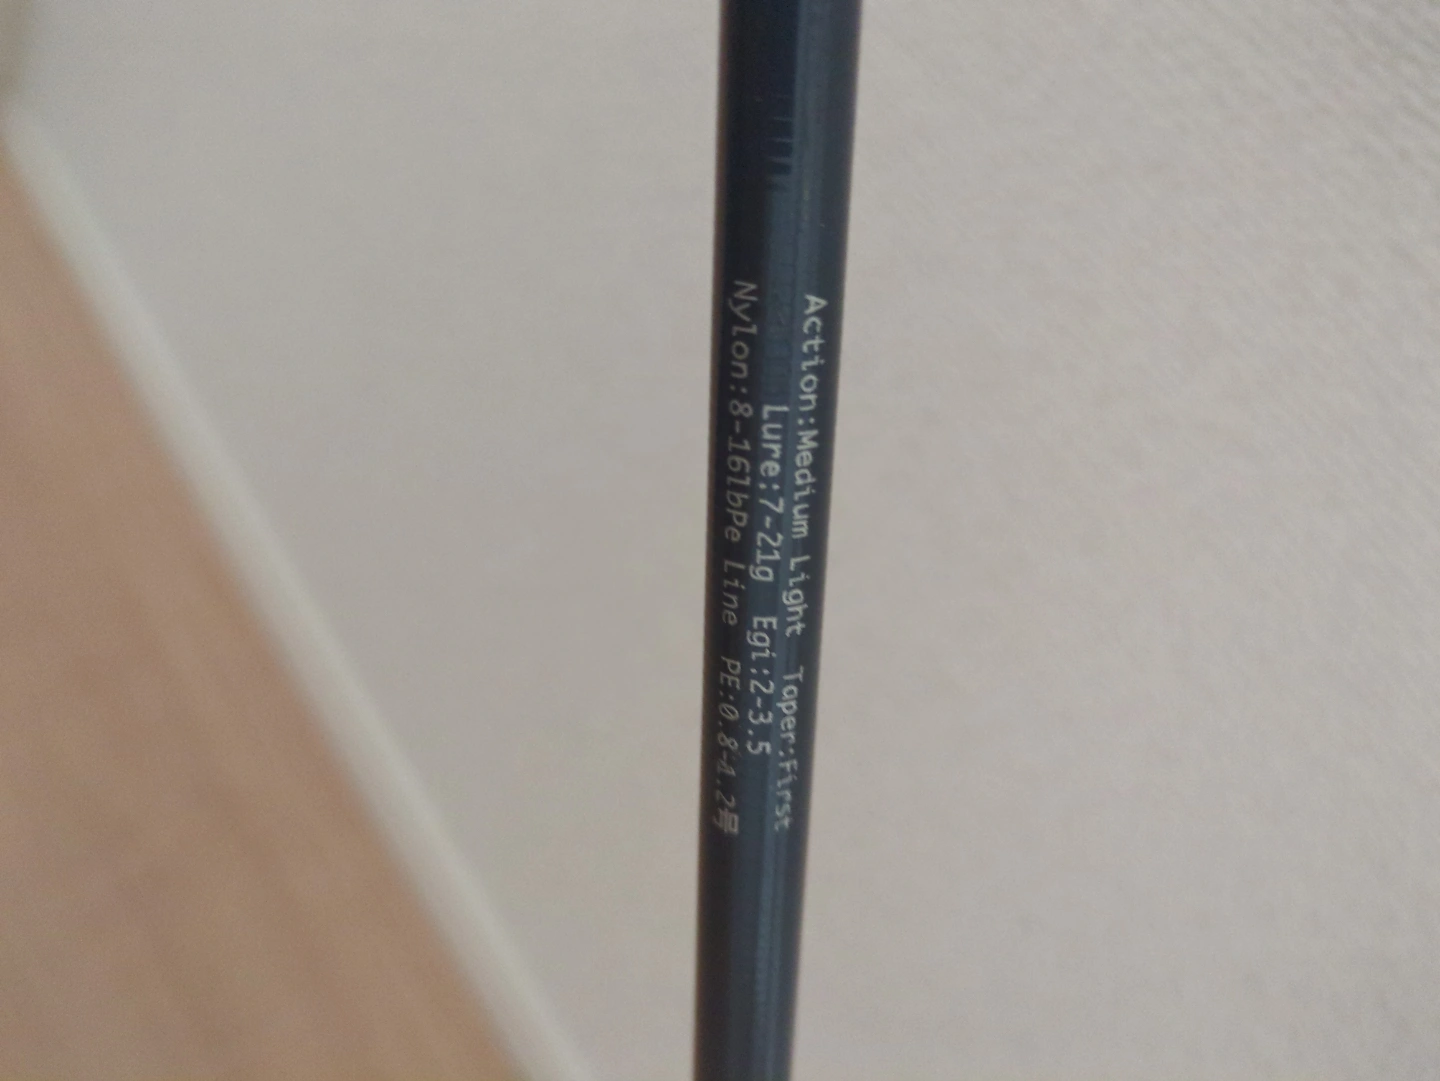 Action:Medium Light Taper:First
Lure:7-21g Egi:2-3.5
Nylon:8-16lbPe Line PE:0.8-1.2号